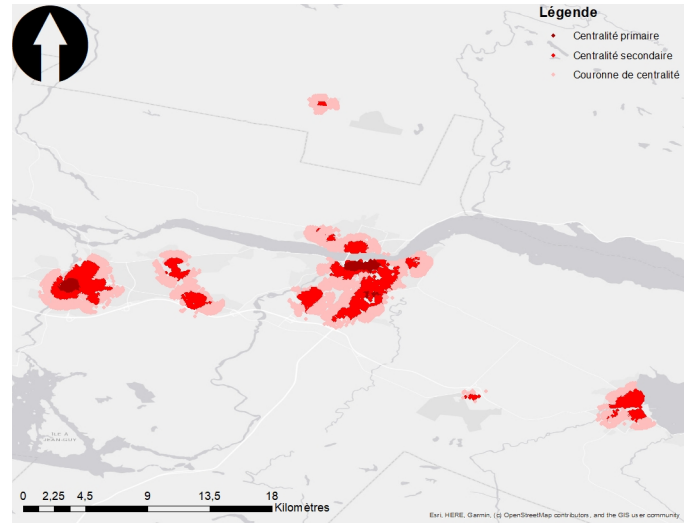 Légende
Centralité primaire
Centralité secondaire
Couronne de centralité
ILE À
0 2,25 4,5 9 13,5 18
Kilomètres
Esri, HERE, Garmin, (c) OpenStreetMap contributors, and the GIS user community